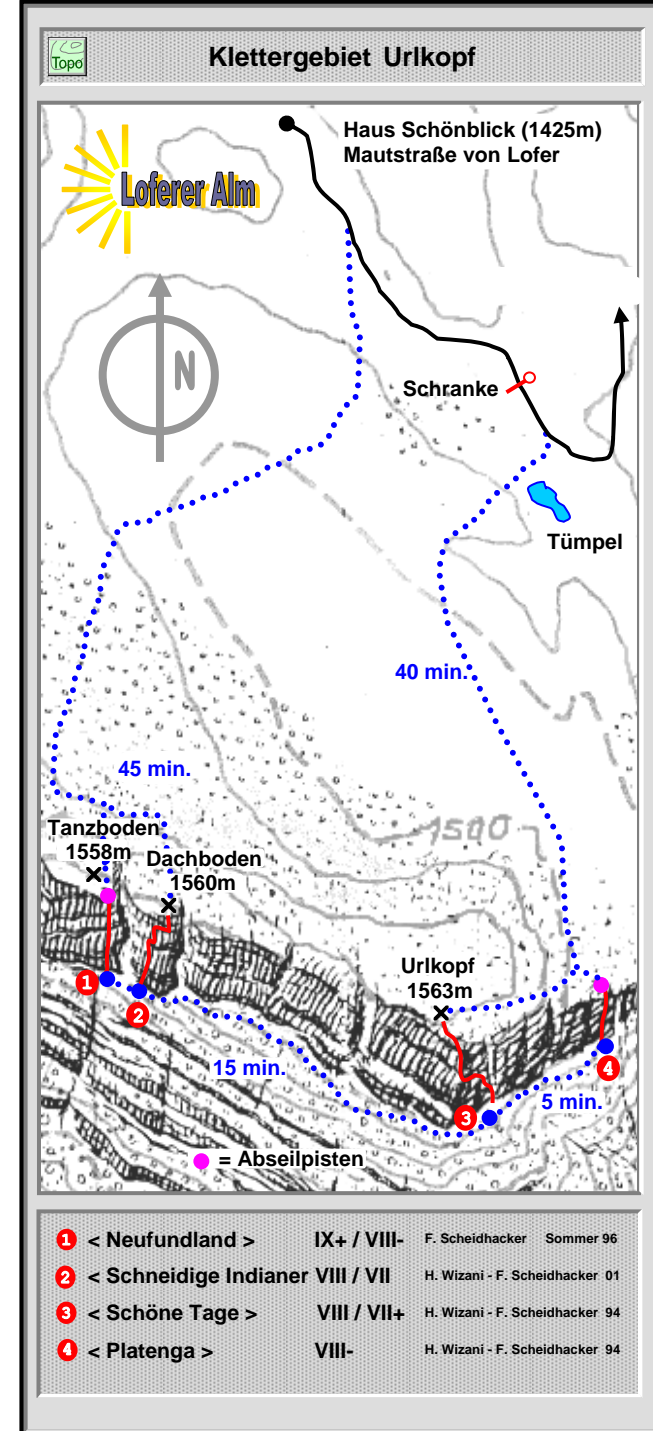 Topo
Klettergebiet Urlkopf
Haus Schönblick (1425m)
Mautstraße von Lofer
Loferer Alm
N
Schranke
Tümpel
40 min.
45 min.
Tanzboden
1558m
Dachboden
1560m
1500
Urlkopf
1563m
1
2
15 min.
3
4
5 min.
= Abseilpisten
1 < Neufundland > IX+ / VIII- F. Scheidhacker Sommer 96
2 < Schneidige Indianer VIII / VII H. Wizani - F. Scheidhacker 01
3 < Schöne Tage > VIII / VII+ H. Wizani - F. Scheidhacker 94
4 < Platenga > VIII- H. Wizani - F. Scheidhacker 94